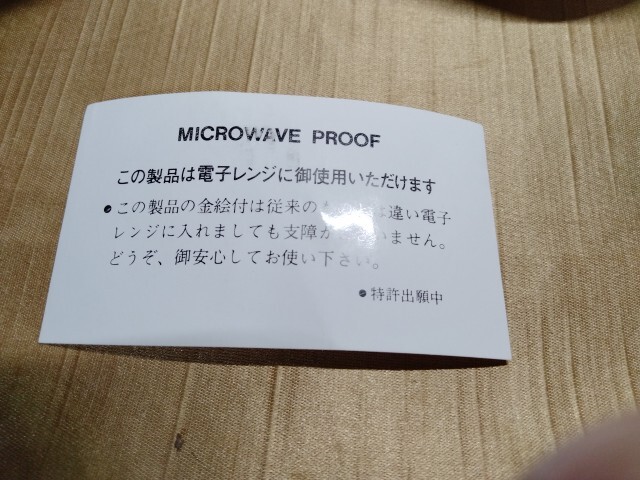 MICROWAVE PROOF
この製品は電子レンジに御使用いただけます
●この製品の金絵付は従来の 違い電子
レンジに入れましても支障が いません。
どうぞ、御安心してお使い下さい。
●特許出願中